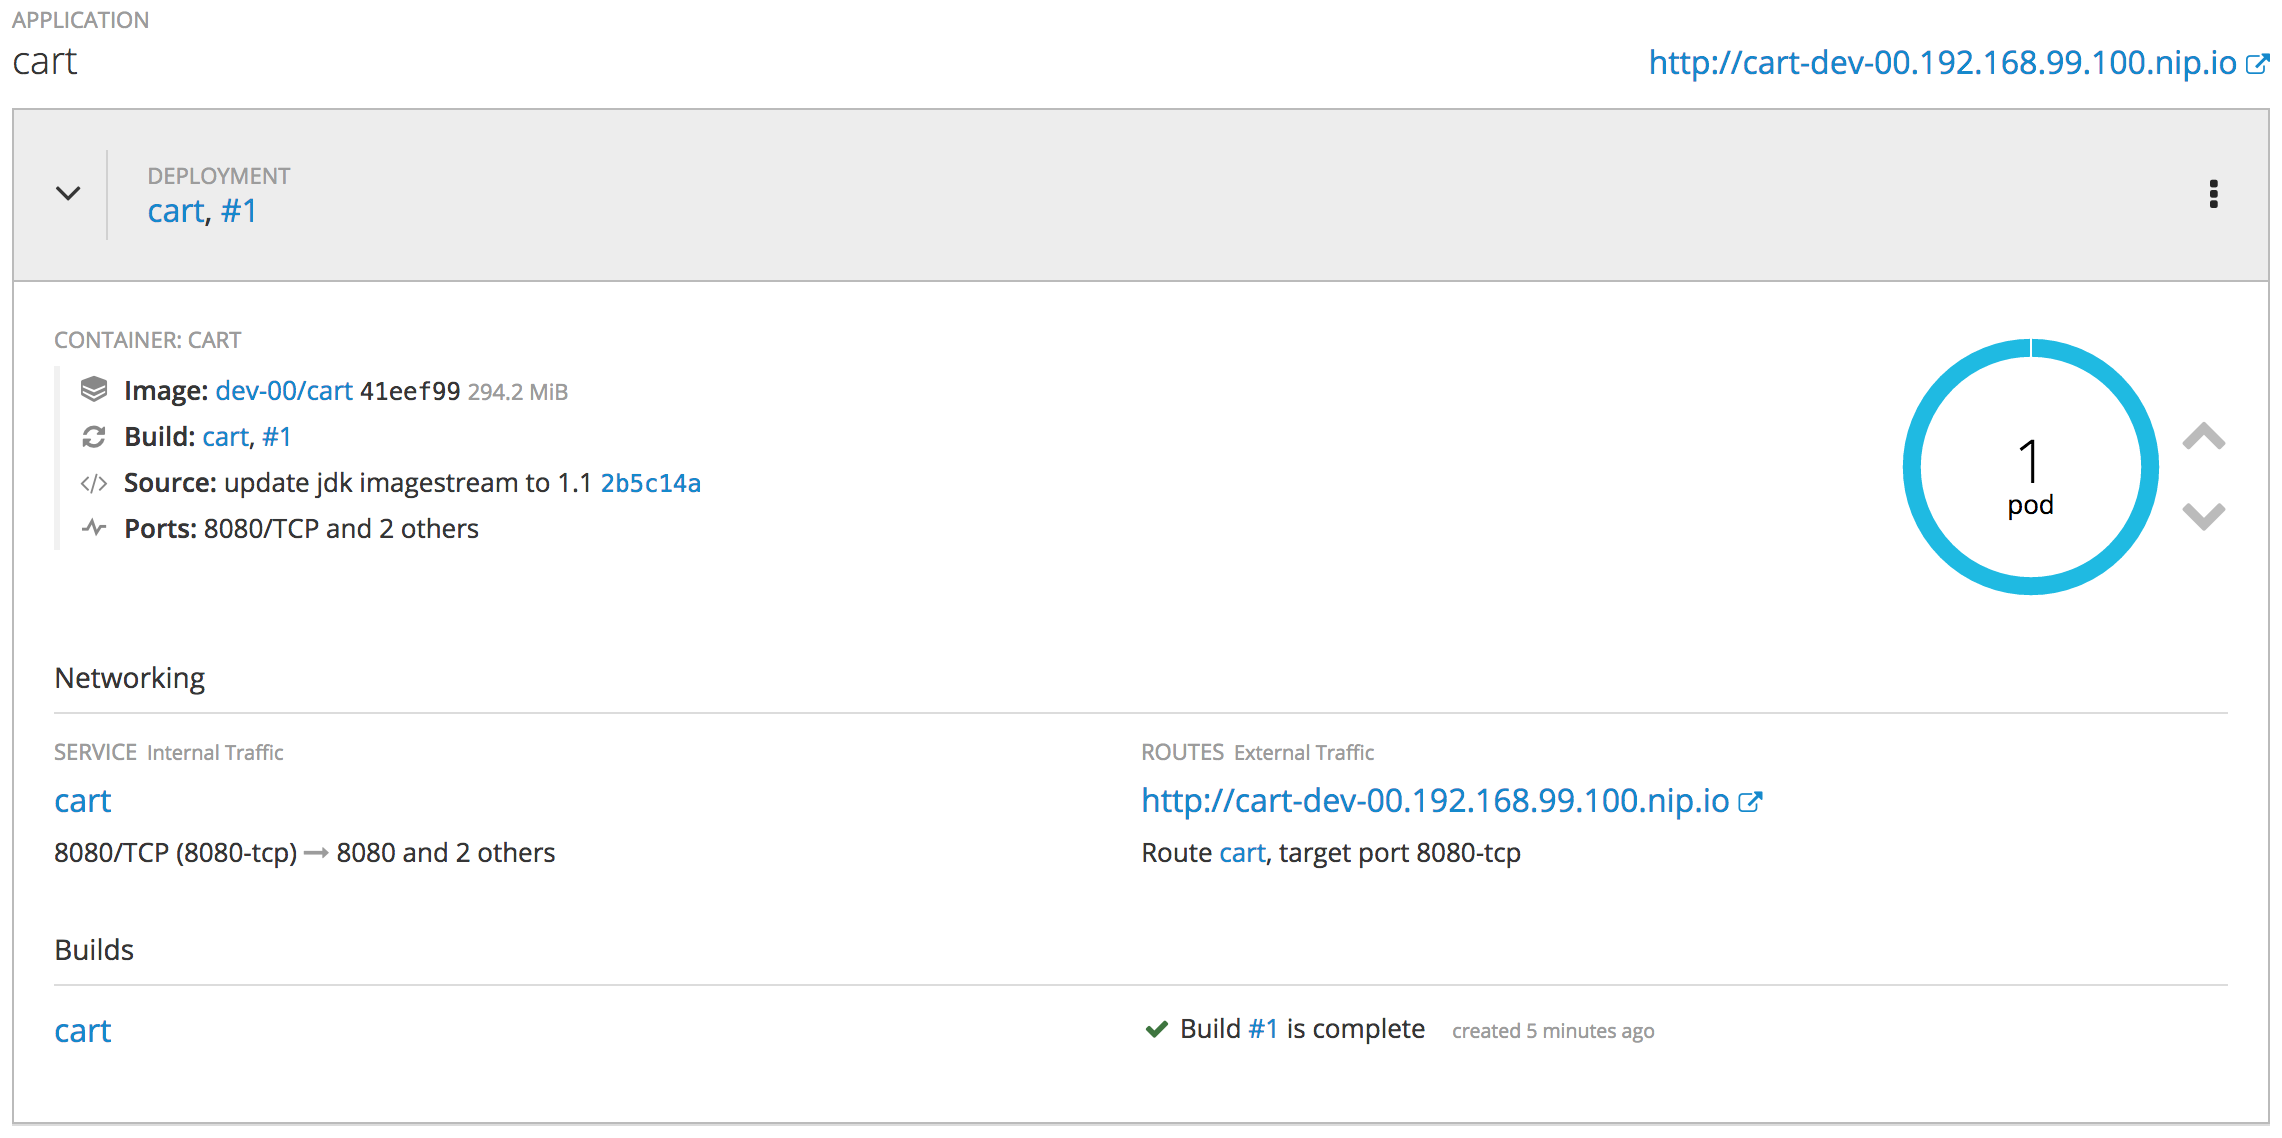 APPLICATION
cart
http://cart-dev-00.192.168.99.100.nip.io
DEPLOYMENT
cart, #1
CONTAINER: CART
Image: dev-00/cart 41eef99 294.2 MiB
Build: cart, #1
Source: update jdk imagestream to 1.1 2b5c14a
Ports: 8080/TCP and 2 others
1
pod
Networking
SERVICE Internal Traffic
cart
8080/TCP (8080-tcp) → 8080 and 2 others
ROUTES External Traffic
http://cart-dev-00.192.168.99.100.nip.io
Route cart, target port 8080-tcp
Builds
cart
Build #1 is complete created 5 minutes ago